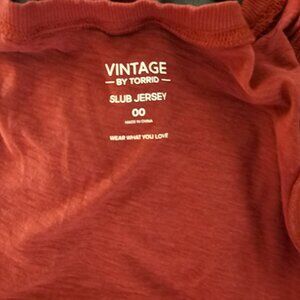 VINTAGE
BY TORRID
SLUB JERSEY
00
MADE IN CHINA
WEAR WHAT YOU LOVE